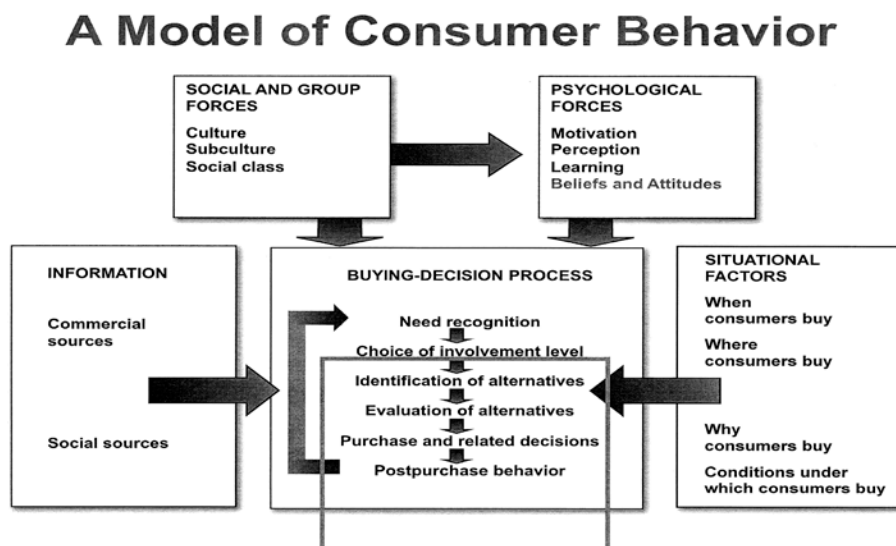 A Model of Consumer Behavior
SOCIAL AND GROUP
FORCES
Culture
Subculture
Social class
PSYCHOLOGICAL
FORCES
Motivation
Perception
Learning
Beliefs and Attitudes
INFORMATION
Commercial
sources
Social sources
BUYING-DECISION PROCESS
Need recognition
Choice of involvement level
Identification of alternatives
Evaluation of alternatives
Purchase and related decisions
Postpurchase behavior
SITUATIONAL
FACTORS
When
consumers buy
Where
consumers buy
Why
consumers buy
Conditions under
which consumers buy